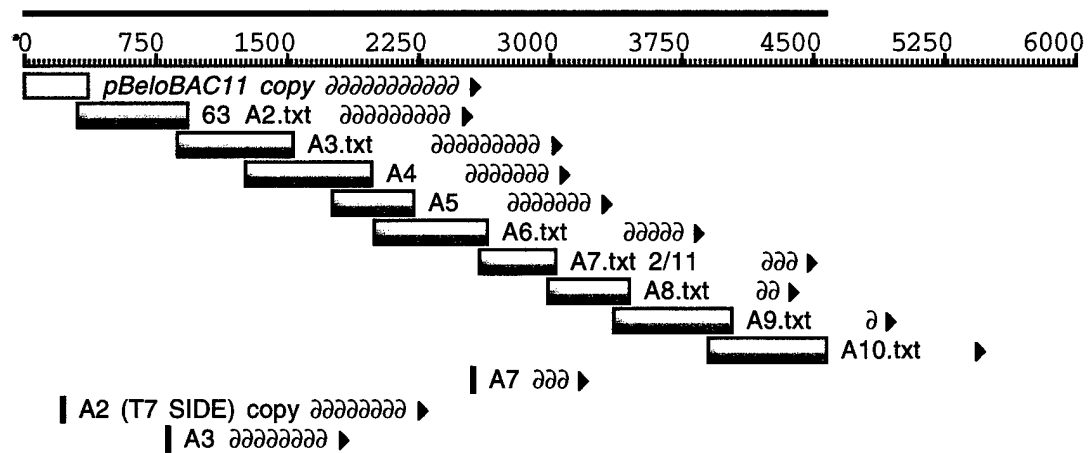 0 750 1500 2250 3000 3750 4500 5250 6000
pBeloBAC11 copy ∂∂∂∂∂∂∂∂∂∂∂
63 A2.txt ∂∂∂∂∂∂∂∂∂
A3.txt ∂∂∂∂∂∂∂∂∂
A4 ∂∂∂∂∂∂∂
A5 ∂∂∂∂∂∂∂
A6.txt ∂∂∂∂∂
A7.txt 2/11 ∂∂∂
A8.txt ∂∂
A9.txt ∂
A10.txt
A7 ∂∂∂
A2 (T7 SIDE) copy ∂∂∂∂∂∂∂∂
A3 ∂∂∂∂∂∂∂∂